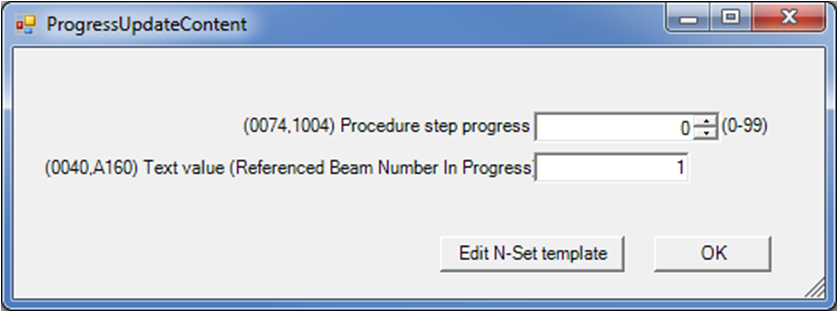 ProgressUpdateContent
(0074,1004) Procedure step progress 0 (0-99)
(0040,A160) Text value (Referenced Beam Number In Progress) 1
Edit N-Set template OK